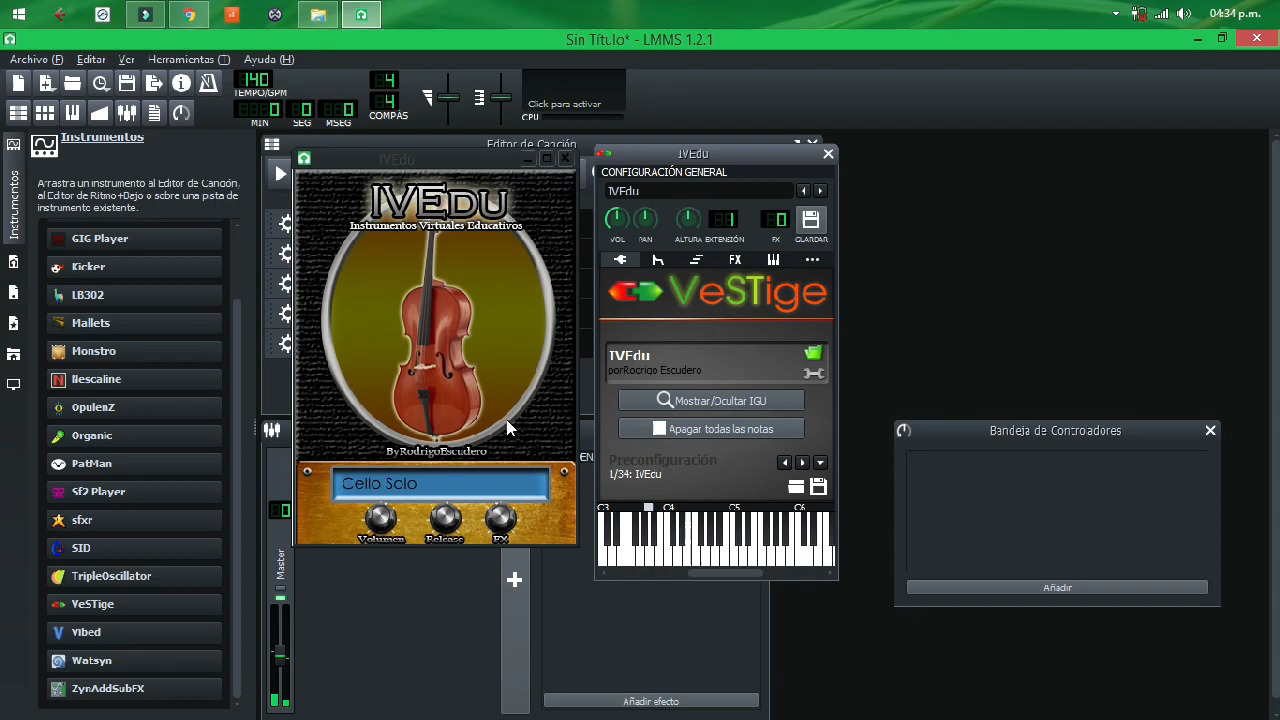 04:34 p.m.
Sin Título* - LMMS 1.2.1
Archivo (F)
Editar
Ver
Herramientas (T)
Ayuda (H)
140
TEMPO/GPM
0
MIN
0
SEG
0
MSEG
4
4
COMPÁS
Click para activar
CPU
Instrumentos
Instrumentos
Arrastra un instrumento al Editor de Canción,
al Editor de Ritmo+Bajo o sobre una pista de
instrumento existente.
GIG Player
Kicker
LB302
Mallets
Monstro
Nescaline
OpulenZ
Organic
PatMan
Sf2 Player
sfxr
SID
TripleOscillator
VeSTige
Vibed
Watsyn
ZynAddSubFX
Editor de Canción
IVEdu
IVEDU
Instrumentos Virtuales Educativos
ByRodrigoEscudero
Cello Solo
Volumen
Release
FX
Master
IVEdu
CONFIGURACIÓN GENERAL
IVEdu
VOL
PAN
ALTURA
1
EXTENSIÓN
0
FX
GUARDAR
FX
VeSTige
IVEdu
porRodrigo Escudero
Mostrar/Ocultar IGU
Apagar todas las notas
Preconfiguración
1/34: IVEdu
C3
C4
C5
C6
Añadir efecto
Bandeja de Controladores
Añadir